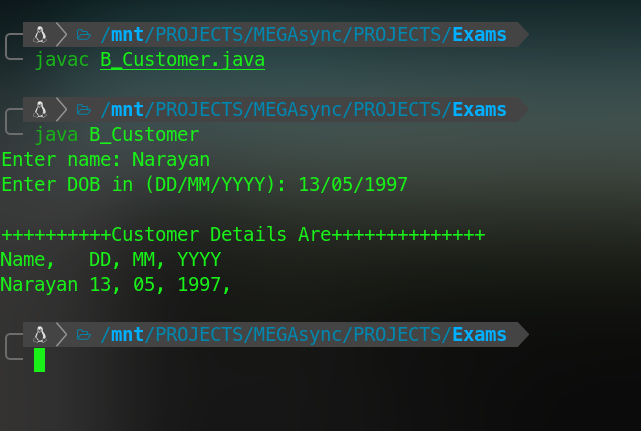 /mnt/PROJECTS/MEGAsync/PROJECTS/Exams
javac B_Customer.java
/mnt/PROJECTS/MEGAsync/PROJECTS/Exams
java B_Customer
Enter name: Narayan
Enter DOB in (DD/MM/YYYY): 13/05/1997
++++++++++Customer Details Are++++++++++++++
Name,   DD, MM, YYYY
Narayan 13, 05, 1997,
/mnt/PROJECTS/MEGAsync/PROJECTS/Exams